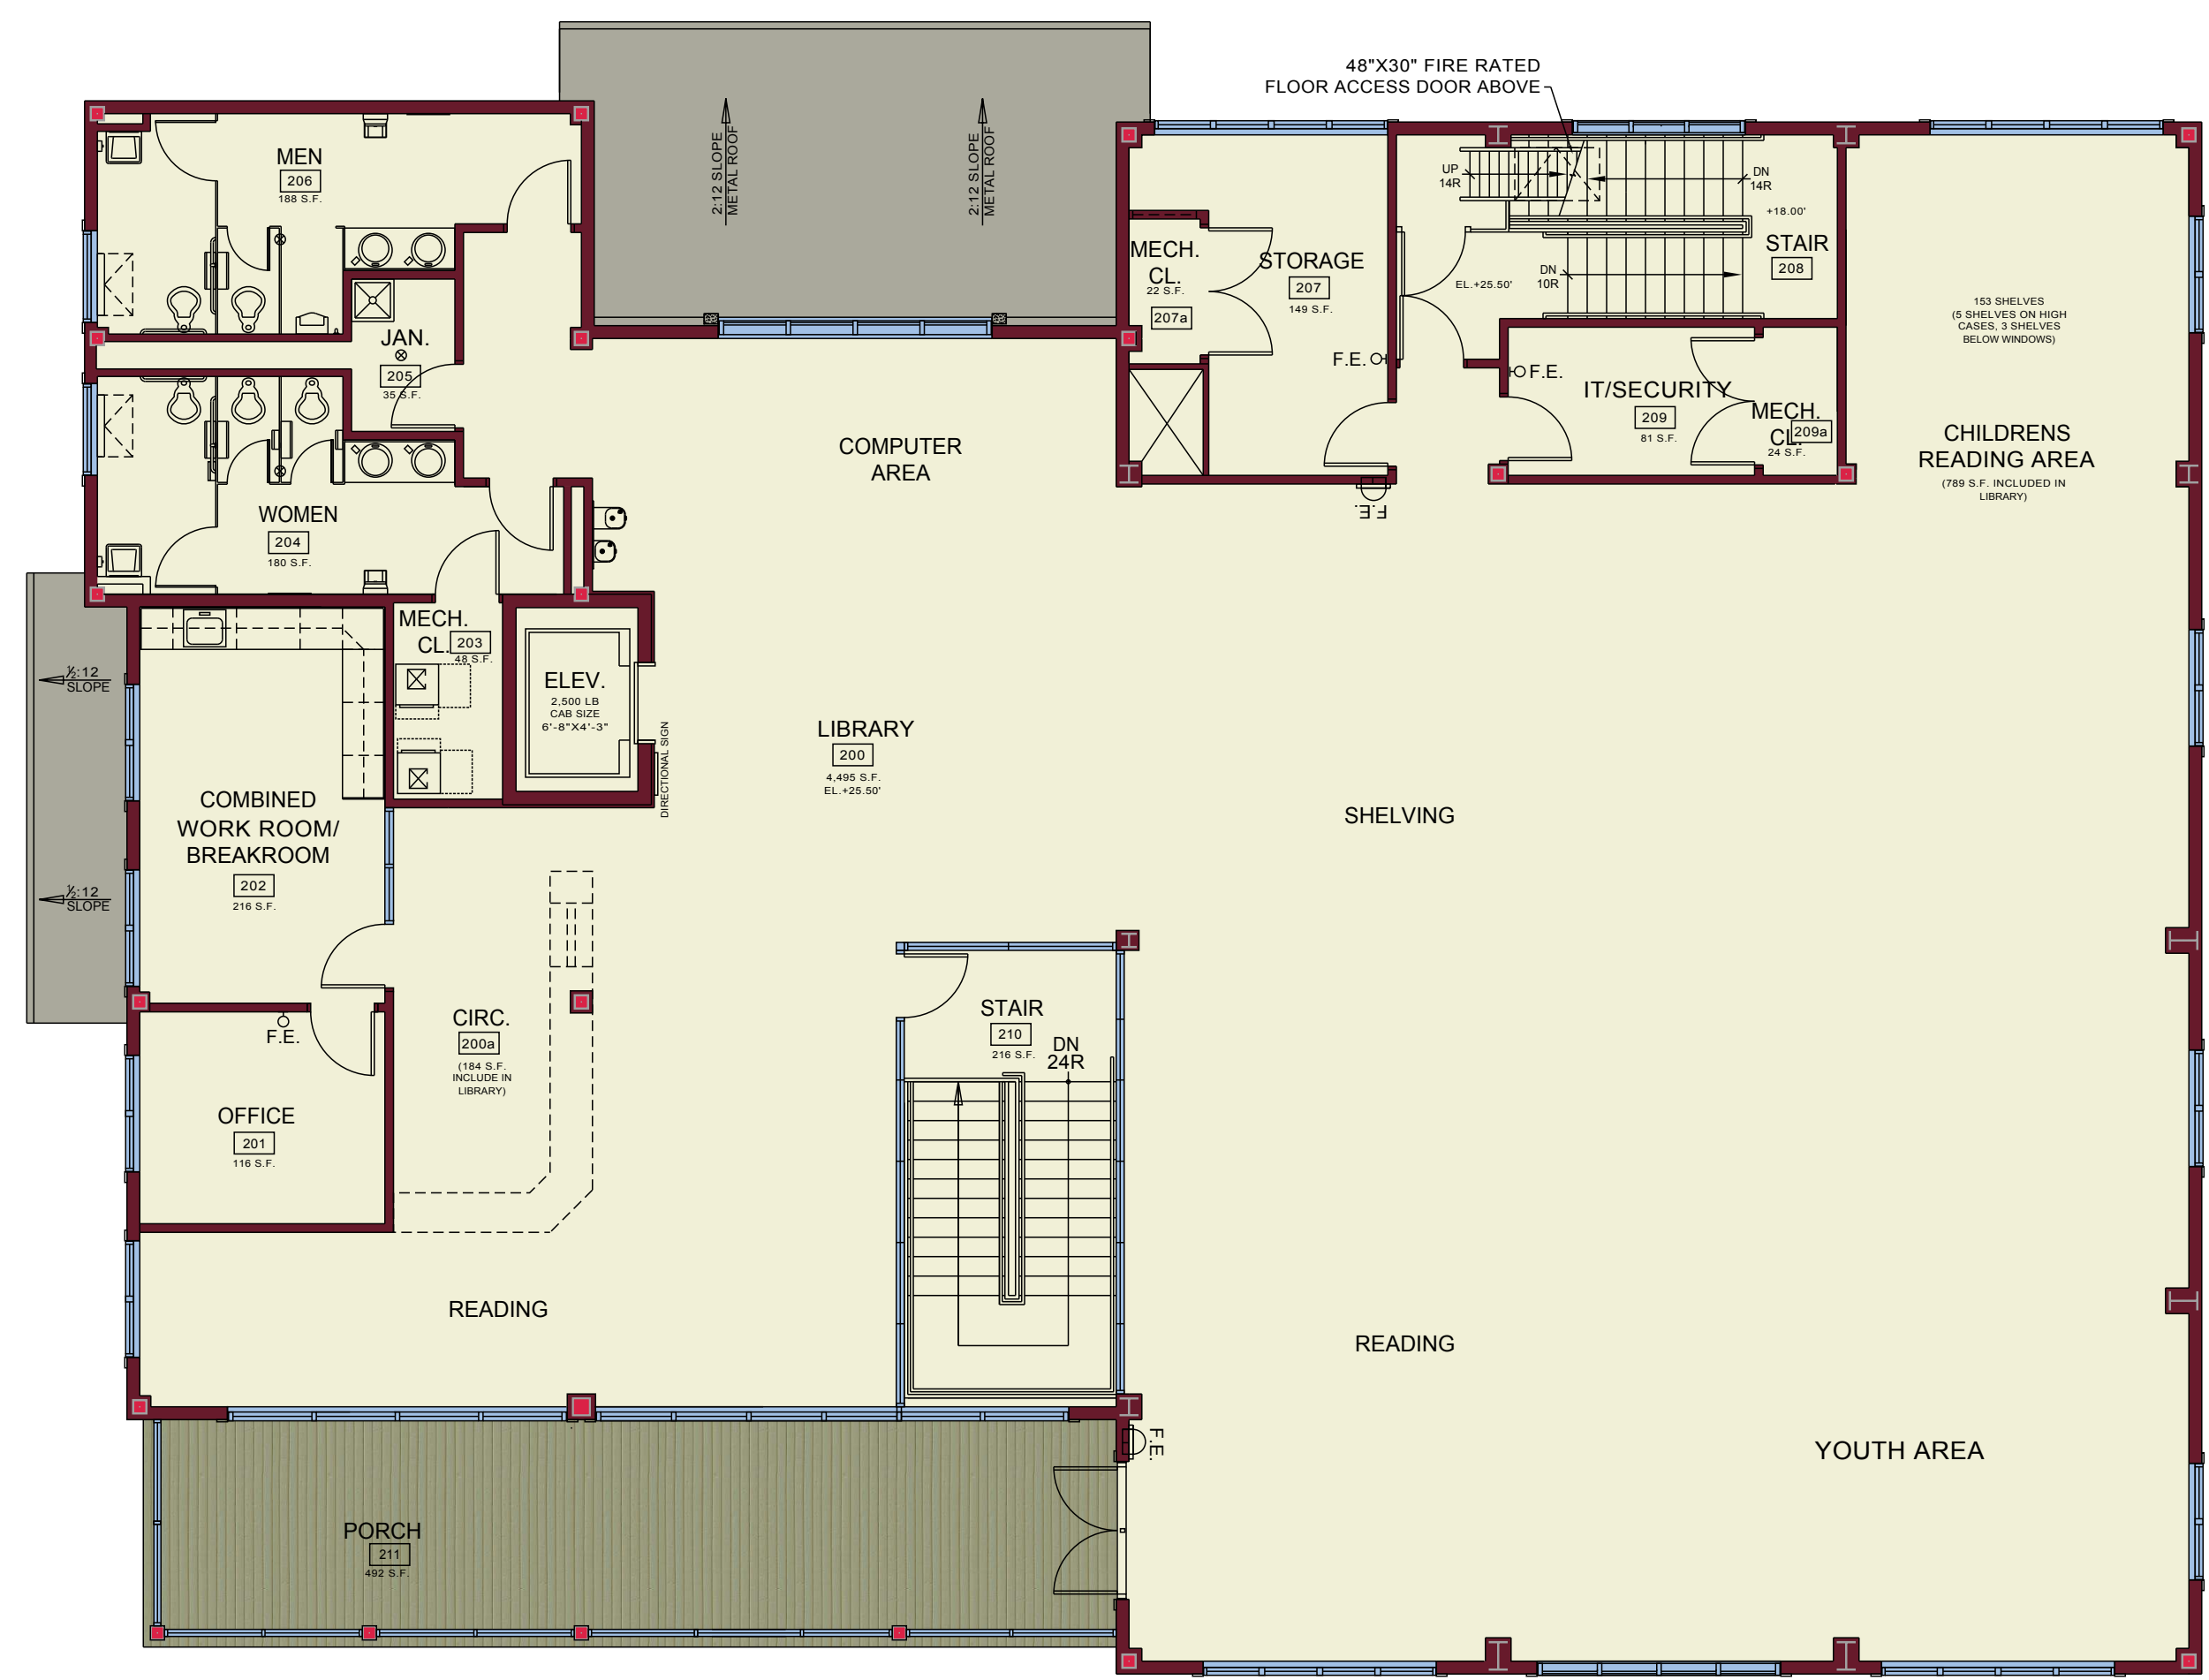 48"X30" FIRE RATED
FLOOR ACCESS DOOR ABOVE
2:12 SLOPE
METAL ROOF
2:12 SLOPE
METAL ROOF
MEN
206
188 S.F.
JAN.
205
35 S.F.
WOMEN
204
180 S.F.
MECH.
CL.
203
48 S.F.
ELEV.
2,500 LB
CAB SIZE
6'-8"X4'-3"
DIRECTIONAL SIGN
½:12
SLOPE
½:12
SLOPE
COMBINED
WORK ROOM/
BREAKROOM
202
216 S.F.
F.E.
OFFICE
201
116 S.F.
CIRC.
200a
(184 S.F.
INCLUDE IN
LIBRARY)
READING
COMPUTER
AREA
LIBRARY
200
4,495 S.F.
EL.+25.50'
SHELVING
MECH.
CL.
22 S.F.
207a
STORAGE
207
149 S.F.
F.E.
F.E.
UP
14R
DN
14R
+18.00'
STAIR
208
DN
10R
EL.+25.50'
F.E.
IT/SECURITY
209
81 S.F.
MECH.
CL.
209a
24 S.F.
153 SHELVES
(5 SHELVES ON HIGH
CASES, 3 SHELVES
BELOW WINDOWS)
CHILDRENS
READING AREA
(789 S.F. INCLUDED IN
LIBRARY)
STAIR
210
216 S.F.
DN
24R
READING
F.E.
YOUTH AREA
PORCH
211
492 S.F.